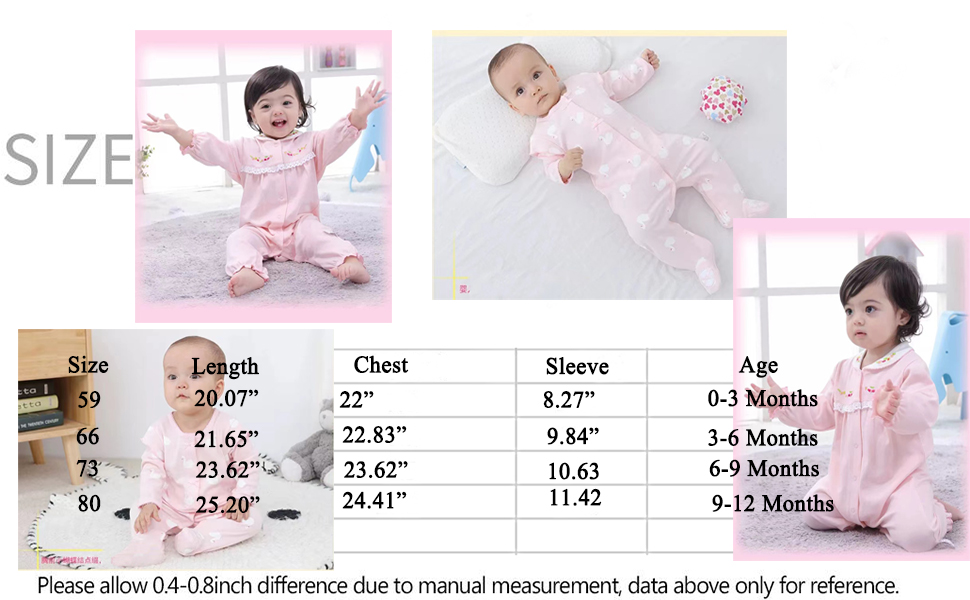 SIZE
Size Length Chest Sleeve Age
59 20.07” 22” 8.27” 0-3 Months
66 21.65” 22.83” 9.84” 3-6 Months
73 23.62” 23.62” 10.63 6-9 Months
80 25.20” 24.41” 11.42 9-12 Months
Please allow 0.4-0.8inch difference due to manual measurement, data above only for reference.